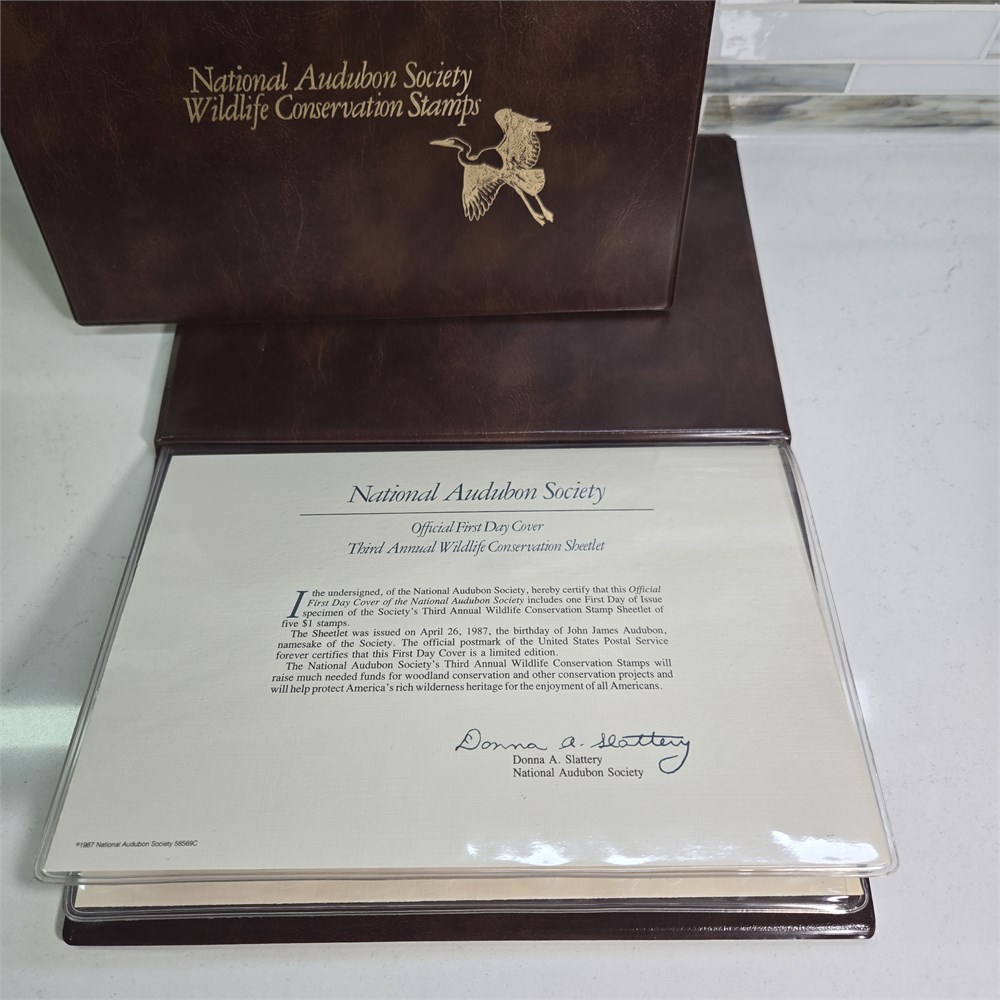 National Audubon Society
Wildlife Conservation Stamps
National Audubon Society
Official First Day Cover
Third Annual Wildlife Conservation Sheetlet
I the undersigned, of the National Audubon Society, hereby certify that this Official
First Day Cover of the National Audubon Society includes one First Day of Issue
specimen of the Society's Third Annual Wildlife Conservation Stamp Sheetlet of
five $1 stamps.
The Sheetlet was issued on April 26, 1987, the birthday of John James Audubon,
namesake of the Society. The official postmark of the United States Postal Service
forever certifies that this First Day Cover is a limited edition.
The National Audubon Society's Third Annual Wildlife Conservation Stamps will
raise much needed funds for woodland conservation and other conservation projects and
will help protect America's rich wilderness heritage for the enjoyment of all Americans.
Donna A. Slattery
Donna A. Slattery
National Audubon Society
©1987 National Audubon Society 58569C